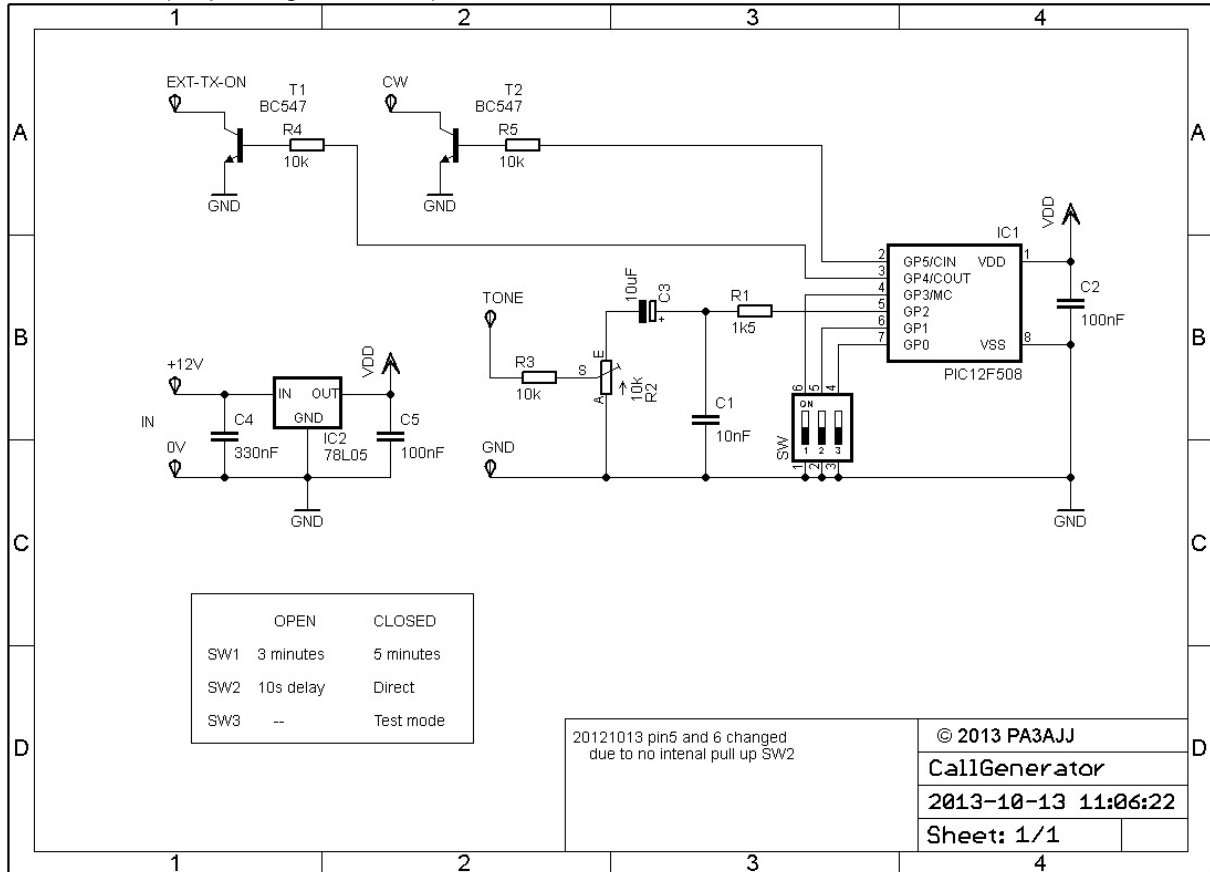 1 2 3 4
A
B
C
D
EXT-TX-ON
T1
BC547
R4
10k
GND
CW
T2
BC547
R5
10k
GND
VDD
IC1
2 GP5/CIN VDD 1
3 GP4/COUT
4 GP3/MC
5 GP2
6 GP1
7 GP0 VSS 8
PIC12F508
C2
100nF
TONE
10uF
C3
+
R1
1k5
R3
10k
S
E
A
10k
R2
C1
10nF
6 5 4
ON
1 2 3
SW
1 2 3
GND
GND
+12V
IN
0V
C4
330nF
IN OUT
GND
IC2
78L05
VDD
C5
100nF
GND
OPEN CLOSED
SW1 3 minutes 5 minutes
SW2 10s delay Direct
SW3 -- Test mode
20121013 pin5 and 6 changed
due to no intenal pull up SW2
© 2013 PA3AJJ
CallGenerator
2013-10-13 11:06:22
Sheet: 1/1
A
B
C
D
1 2 3 4